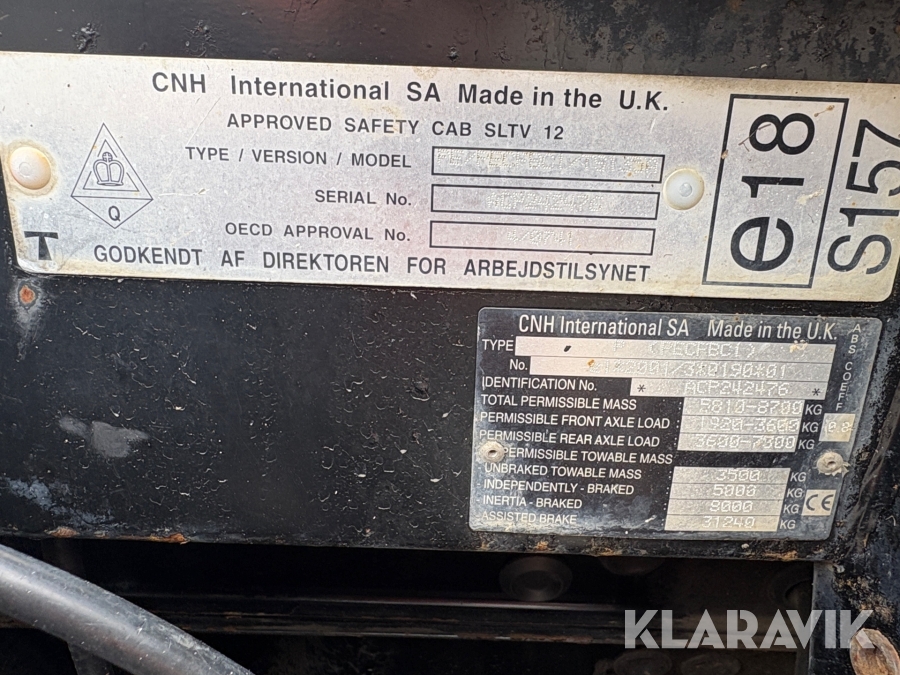 CNH International SA Made in the U.K.
APPROVED SAFETY CAB SLTV 12
TYPE / VERSION / MODEL
SERIAL No.
OECD APPROVAL No.
GODKENDT AF DIREKTOREN FOR ARBEJDSTILSYNET
Q
T
e18
S157
CNH International SA Made in the U.K.
TYPE
No.
IDENTIFICATION No. * ACP242476 *
TOTAL PERMISSIBLE MASS 5810-8700 KG
PERMISSIBLE FRONT AXLE LOAD 1920-3600 KG
PERMISSIBLE REAR AXLE LOAD 3600-7300 KG
PERMISSIBLE TOWABLE MASS
UNBRAKED TOWABLE MASS 3500 KG
INDEPENDENTLY - BRAKED 5000 KG
INERTIA - BRAKED 8000 KG
ASSISTED BRAKE 31240 KG
ABS COEFF
0.8
CE
KLARAVIK